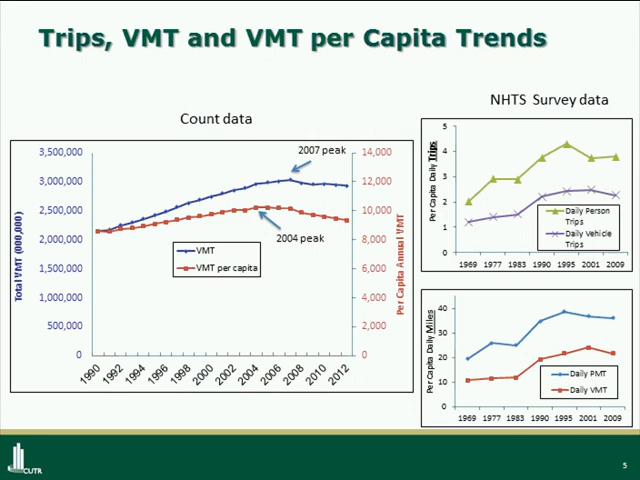 Trips, VMT and VMT per Capita Trends
Count data
NHTS Survey data
2007 peak
2004 peak
Total VMT (000,000)
3,500,000
3,000,000
2,500,000
2,000,000
1,500,000
1,000,000
500,000
0
14,000
12,000
10,000
8,000
6,000
4,000
2,000
0
Per Capita Annual VMT
VMT
VMT per capita
1990 1992 1994 1996 1998 2000 2002 2004 2006 2008 2010 2012
Per Capita Daily Trips
5
4
3
2
1
0
Daily Person
Trips
Daily Vehicle
Trips
1969 1977 1983 1990 1995 2001 2009
Per Capita Daily Miles
40
30
20
10
0
Daily PMT
Daily VMT
1969 1977 1983 1990 1995 2001 2009
CUTR
5